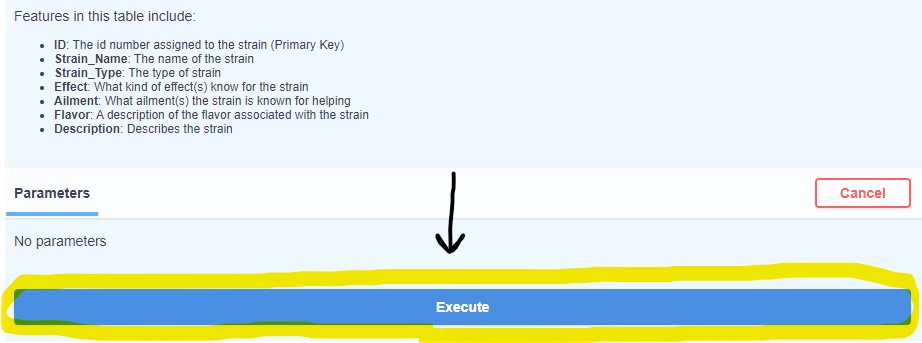 Features in this table include:
ID: The id number assigned to the strain (Primary Key)
Strain_Name: The name of the strain
Strain_Type: The type of strain
Effect: What kind of effect(s) know for the strain
Ailment: What ailment(s) the strain is known for helping
Flavor: A description of the flavor associated with the strain
Description: Describes the strain
Parameters
Cancel
No parameters
Execute